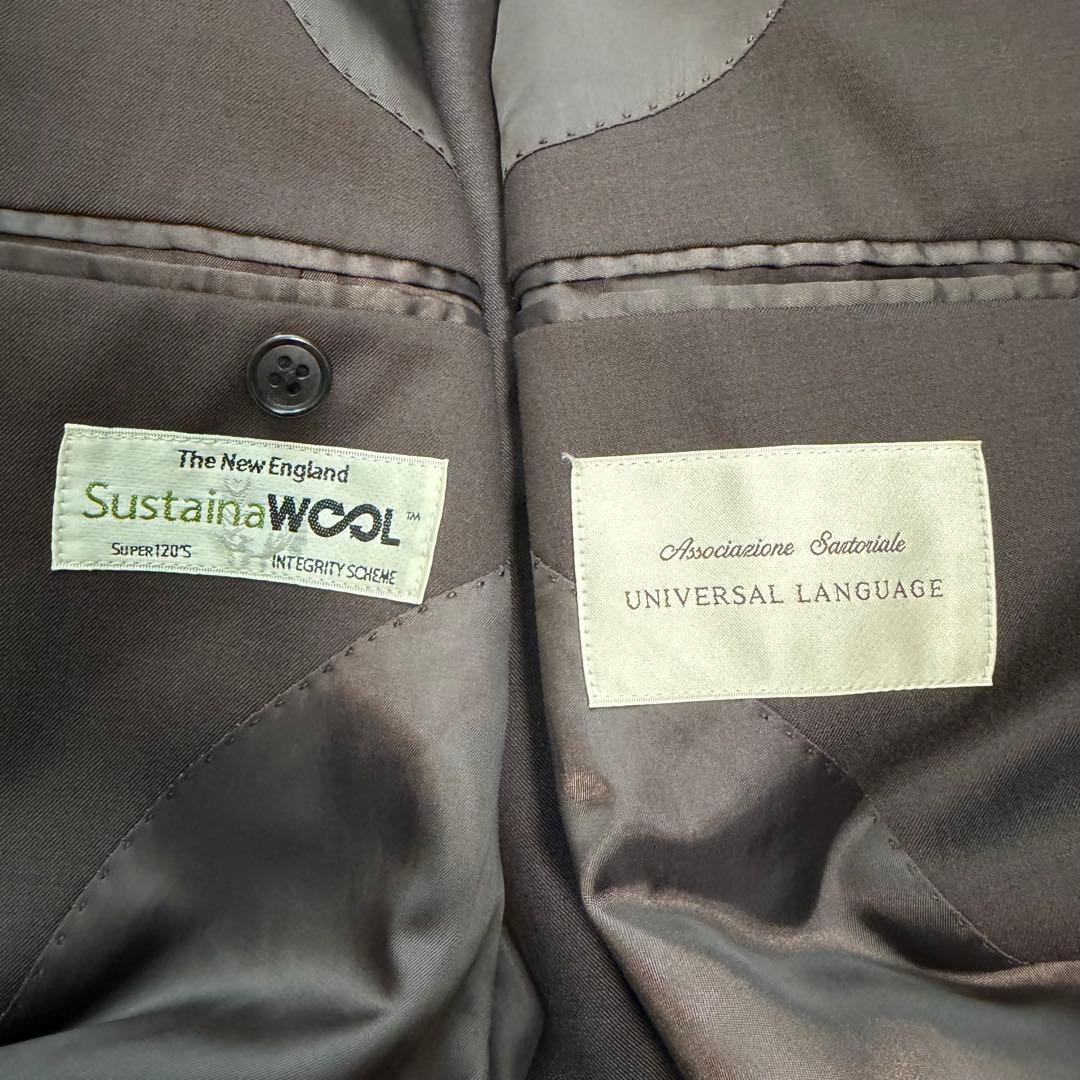 The New England
SustainaWOOL™
SUPER120'S
INTEGRITY SCHEME
Associazione Sartoriale
UNIVERSAL LANGUAGE